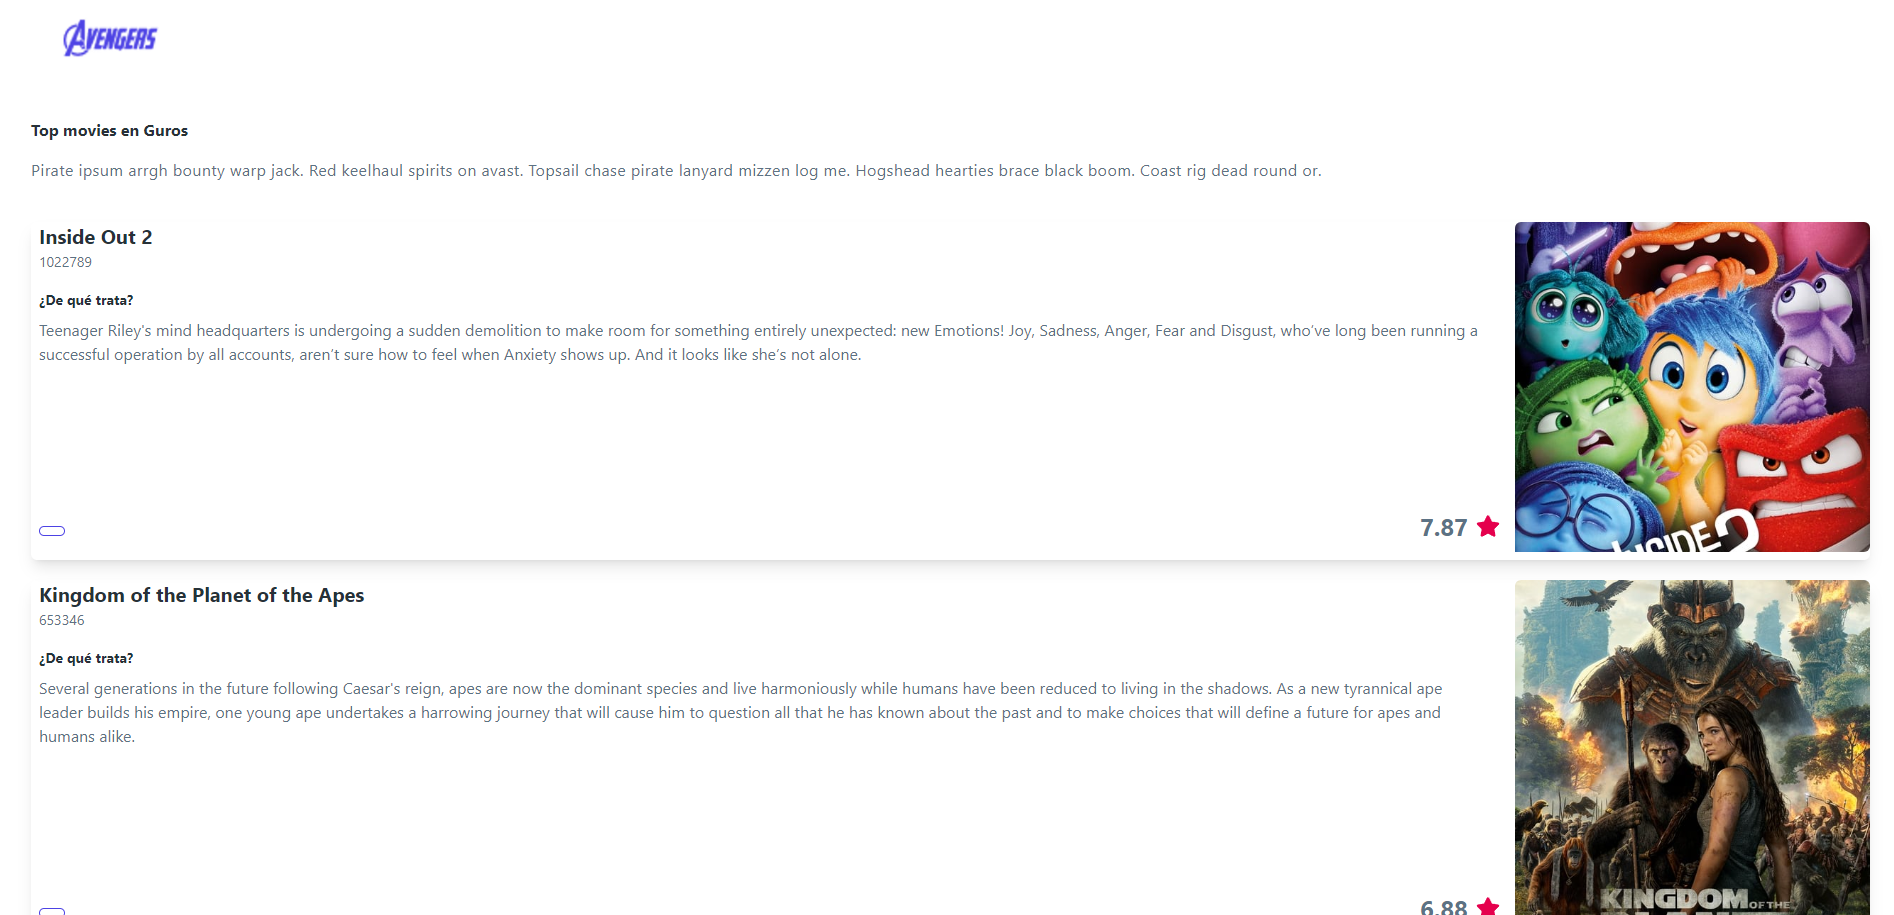 AVENGERS
Top movies en Guros
Pirate ipsum arrgh bounty warp jack. Red keelhaul spirits on avast. Topsail chase pirate lanyard mizzen log me. Hogshead hearties brace black boom. Coast rig dead round or.
Inside Out 2
1022789
¿De qué trata?
Teenager Riley's mind headquarters is undergoing a sudden demolition to make room for something entirely unexpected: new Emotions! Joy, Sadness, Anger, Fear and Disgust, who’ve long been running a
successful operation by all accounts, aren’t sure how to feel when Anxiety shows up. And it looks like she’s not alone.
7.87
INSIDE 2
Kingdom of the Planet of the Apes
653346
¿De qué trata?
Several generations in the future following Caesar's reign, apes are now the dominant species and live harmoniously while humans have been reduced to living in the shadows. As a new tyrannical ape
leader builds his empire, one young ape undertakes a harrowing journey that will cause him to question all that he has known about the past and to make choices that will define a future for apes and
humans alike.
6.88
KINGDOM OF THE